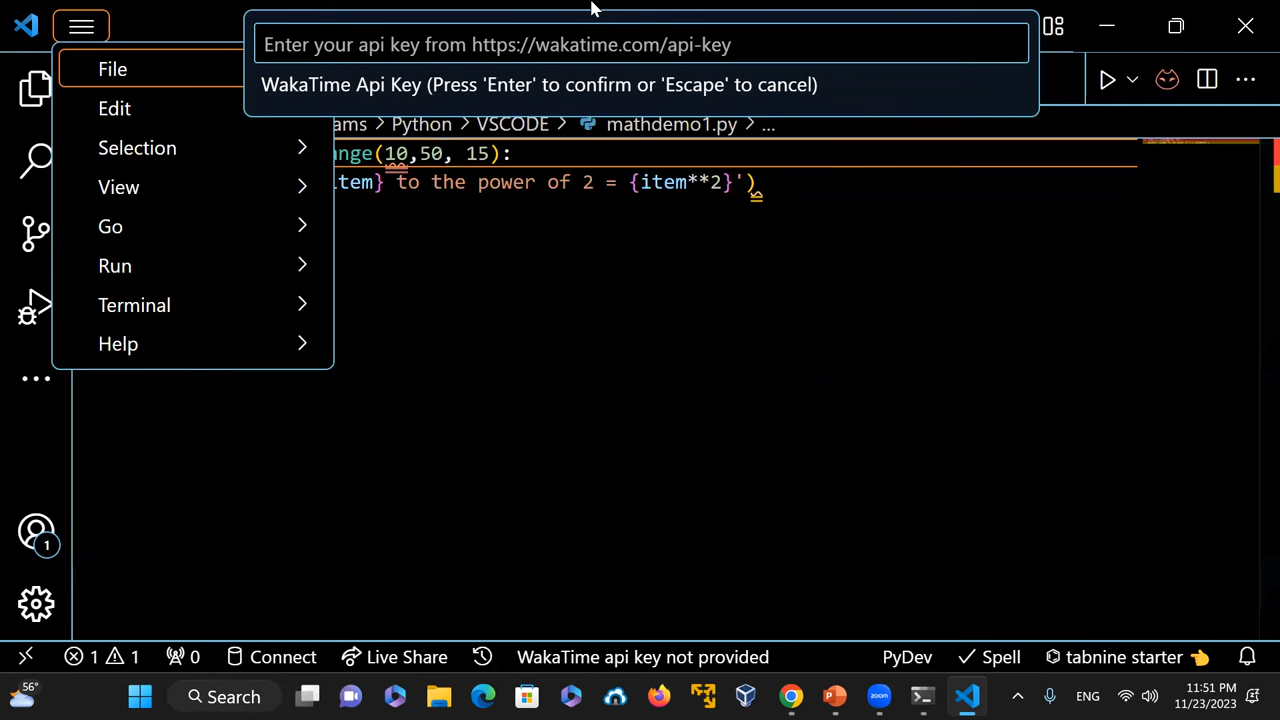 Enter your api key from https://wakatime.com/api-key
WakaTime Api Key (Press 'Enter' to confirm or 'Escape' to cancel)
File
Edit
Selection
View
Go
Run
Terminal
Help
ams > Python > VSCODE > mathdemo1.py > ...
nge(10,50, 15):
item} to the power of 2 = {item**2}')
1
1 1 0 Connect Live Share WakaTime api key not provided PyDev Spell tabnine starter 👈
56°
Search
zoom
ENG
11:51 PM
11/23/2023